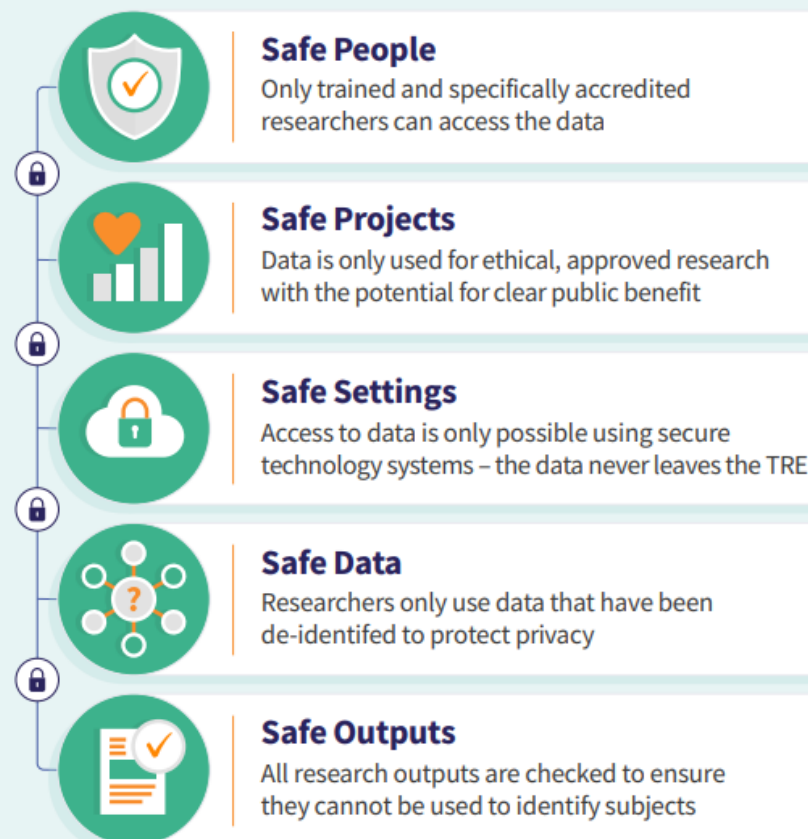 Safe People
Only trained and specifically accredited
researchers can access the data
Safe Projects
Data is only used for ethical, approved research
with the potential for clear public benefit
Safe Settings
Access to data is only possible using secure
technology systems – the data never leaves the TRE
Safe Data
Researchers only use data that have been
de-identifed to protect privacy
?
Safe Outputs
All research outputs are checked to ensure
they cannot be used to identify subjects